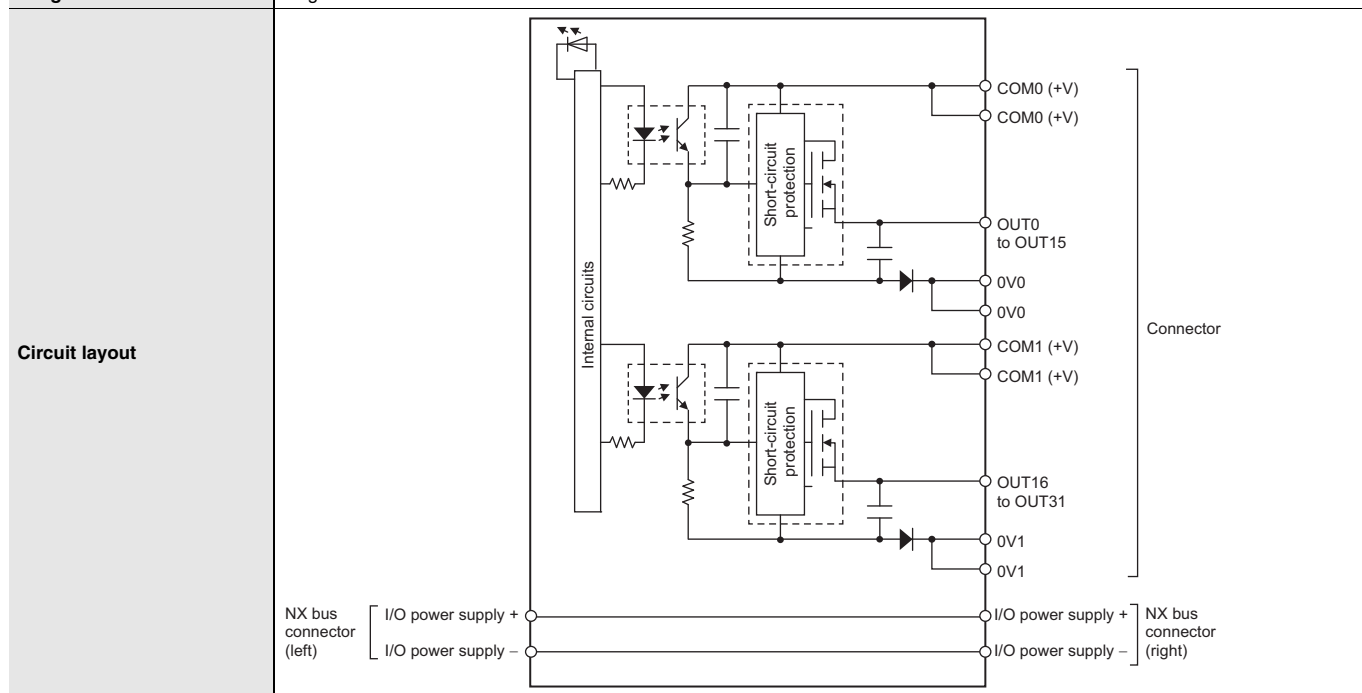 COM0 (+V)
COM0 (+V)
Short-circuit
protection
OUT0
to OUT15
Internal circuits
0V0
0V0
Connector
Circuit layout
COM1 (+V)
COM1 (+V)
Short-circuit
protection
OUT16
to OUT31
0V1
0V1
NX bus
connector
(left)
I/O power supply +
I/O power supply –
I/O power supply +
I/O power supply –
NX bus
connector
(right)